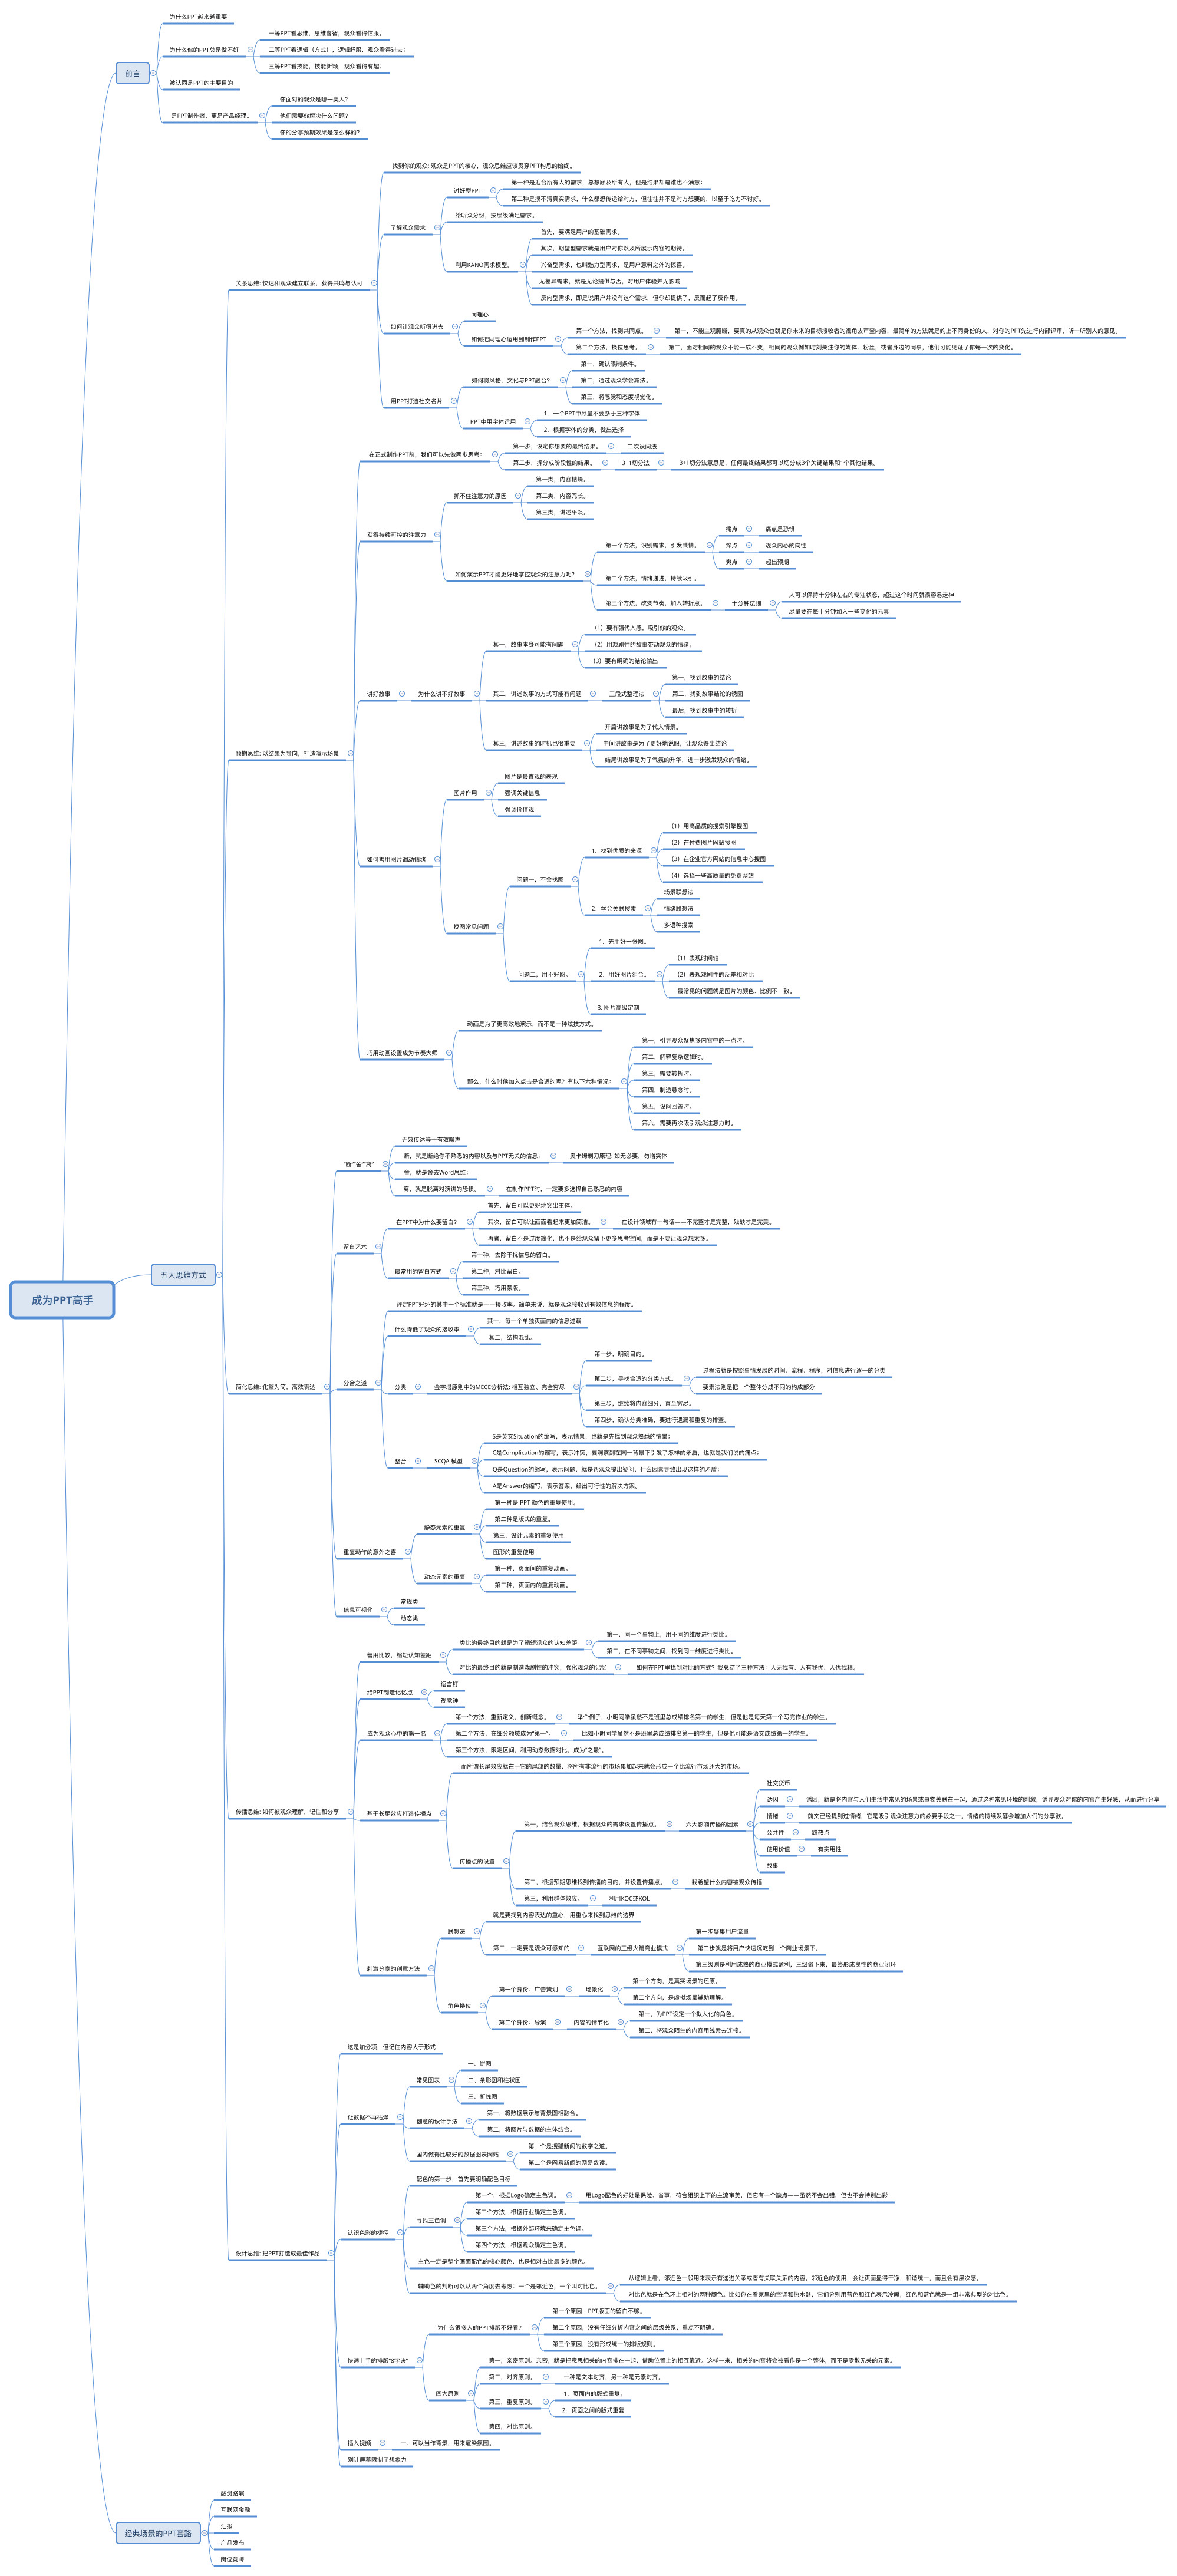 成为PPT高手
前言
为什么PPT越来越重要
为什么你的PPT总是做不好
一等PPT看思维，思维睿智，观众看得信服。
二等PPT看逻辑（方式），逻辑舒服，观众看得进去；
三等PPT看技能，技能新颖，观众看得有趣；
被认同是PPT的主要目的
是PPT制作者，更是产品经理。
你面对的观众是哪一类人？
他们需要你解决什么问题？
你的分享预期效果是怎么样的？
五大思维方式
关系思维：快速和观众建立联系，获得共鸣与认可
找到你的观众：观众是PPT的核心，观众思维应该贯穿PPT构思的始终。
了解观众需求
讨好型PPT
第一种是迎合所有人的需求，总想顾及所有人，但是结果却是谁也不满意；
第二种是摸不清真实需求，什么都想传递给对方，但往往并不是对方想要的，以至于吃力不讨好。
给听众分级，按层级满足需求。
利用KANO需求模型。
首先，要满足用户的基础需求。
其次，期望型需求就是用户对你以及所展示内容的期待。
兴奋型需求，也叫魅力型需求，是用户意料之外的惊喜。
无差异需求，就是无论提供与否，对用户体验并无影响
反向型需求，即是说用户并没有这个需求，但你却提供了，反而起了反作用。
如何让观众听得进去
同理心
如何把同理心运用到制作PPT
第一个方法，找到共同点。
第一，不能主观臆断，要真的从观众也就是你未来的目标接收者的视角去审查内容，最简单的方法就是约上不同身份的人，对你的PPT先进行内部评审，听一听别人的意见。
第二个方法，换位思考。
第二，面对相同的观众不能一成不变，相同的观众例如时刻关注你的媒体、粉丝，或者身边的同事，他们可能见证了你每一次的变化。
用PPT打造社交名片
如何将风格、文化与PPT融合？
第一，确认限制条件。
第二，通过观众学会减法。
第三，将感觉和态度视觉化。
PPT中用字体运用
1．一个PPT中尽量不要多于三种字体
2．根据字体的分类，做出选择
预期思维：以结果为导向，打造演示场景
在正式制作PPT前，我们可以先做两步思考：
第一步，设定你想要的最终结果。
二次设问法
第二步，拆分成阶段性的结果。
3+1切分法
3+1切分法意思是，任何最终结果都可以切分成3个关键结果和1个其他结果。
获得持续可控的注意力
抓不住注意力的原因
第一类，内容枯燥。
第二类，内容冗长。
第三类，讲述平淡。
如何演示PPT才能更好地掌控观众的注意力呢？
第一个方法，识别需求，引发共情。
痛点
痛点是恐惧
痒点
观众内心的向往
爽点
超出预期
第二个方法，情绪递进，持续吸引。
第三个方法，改变节奏，加入转折点。
十分钟法则
人可以保持十分钟左右的专注状态，超过这个时间就很容易走神
尽量要在每十分钟加入一些变化的元素
讲好故事
为什么讲不好故事
其一，故事本身可能有问题
（1）要有强代入感，吸引你的观众。
（2）用戏剧性的故事带动观众的情绪。
（3）要有明确的结论输出
其二，讲述故事的方式可能有问题
三段式整理法
第一，找到故事的结论
第二，找到故事结论的诱因
最后，找到故事中的转折
其三，讲述故事的时机也很重要
开篇讲故事是为了代入情景。
中间讲故事是为了更好地说服，让观众得出结论
结尾讲故事是为了气氛的升华，进一步激发观众的情绪。
如何善用图片调动情绪
图片作用
图片是最直观的表现
强调关键信息
强调价值观
找图常见问题
问题一，不会找图
1．找到优质的来源
（1）用高品质的搜索引擎搜图
（2）在付费图片网站搜图
（3）在企业官方网站的信息中心搜图
（4）选择一些高质量的免费网站
2．学会关联搜索
场景联想法
情绪联想法
多语种搜索
问题二，用不好图。
1．先用好一张图。
2．用好图片组合。
（1）表现时间轴
（2）表现戏剧性的反差和对比
最常见的问题就是图片的颜色、比例不一致。
3. 图片高级定制
巧用动画设置成为节奏大师
动画是为了更高效地演示，而不是一种炫技方式。
那么，什么时候加入点击是合适的呢？有以下六种情况：
第一，引导观众聚焦多内容中的一点时。
第二，解释复杂逻辑时。
第三，需要转折时。
第四，制造悬念时。
第五，设问回答时。
第六，需要再次吸引观众注意力时。
简化思维：化繁为简，高效表达
“断”“舍”“离”
无效传达等于有效噪声
断，就是断绝你不熟悉的内容以及与PPT无关的信息；
奥卡姆剃刀原理: 如无必要，勿增实体
舍，就是舍去Word思维；
离，就是脱离对演讲的恐惧。
在制作PPT时，一定要多选择自己熟悉的内容
留白艺术
在PPT中为什么要留白？
首先，留白可以更好地突出主体。
其次，留白可以让画面看起来更加简洁。
在设计领域有一句话——不完整才是完整，残缺才是完美。
再者，留白不是过度简化，也不是给观众留下更多思考空间，而是不要让观众想太多。
最常用的留白方式
第一种，去除干扰信息的留白。
第二种，对比留白。
第三种，巧用蒙版。
分合之道
评定PPT好坏的其中一个标准就是——接收率。简单来说，就是观众接收到有效信息的程度。
什么降低了观众的接收率
其一，每一个单独页面内的信息过载
其二，结构混乱。
分类
金字塔原则中的MECE分析法: 相互独立，完全穷尽
第一步，明确目的。
第二步，寻找合适的分类方式。
过程法就是按照事情发展的时间、流程、程序，对信息进行逐一的分类
要素法则是把一个整体分成不同的构成部分
第三步，继续将内容细分，直至穷尽。
第四步，确认分类准确，要进行遗漏和重复的排查。
整合
SCQA 模型
S是英文Situation的缩写，表示情景，也就是先找到观众熟悉的情景；
C是Complication的缩写，表示冲突，要洞察到在同一背景下引发了怎样的矛盾，也就是我们说的痛点；
Q是Question的缩写，表示问题，就是帮观众提出疑问，什么因素导致出现这样的矛盾；
A是Answer的缩写，表示答案，给出可行性的解决方案。
重复动作的意外之喜
静态元素的重复
第一种是 PPT 颜色的重复使用。
第二种是版式的重复。
第三，设计元素的重复使用
图形的重复使用
动态元素的重复
第一种，页面间的重复动画。
第二种，页面内的重复动画。
信息可视化
常规类
动态类
传播思维: 如何被观众理解，记住和分享
善用比较，缩短认知差距
类比的最终目的就是为了缩短观众的认知差距
第一，同一个事物上，用不同的维度进行类比。
第二，在不同事物之间，找到同一维度进行类比。
对比的最终目的就是制造戏剧性的冲突，强化观众的记忆
如何在PPT里找到对比的方式？我总结了三种方法：人无我有、人有我优、人优我精。
给PPT制造记忆点
语言钉
视觉锤
成为观众心中的第一名
第一个方法，重新定义，创新概念。
举个例子，小明同学虽然不是班里总成绩排名第一的学生，但是他是每天第一个写完作业的学生。
第二个方法，在细分领域成为“第一”。
比如小明同学虽然不是班里总成绩排名第一的学生，但是他可能是语文成绩第一的学生。
第三个方法，限定区间，利用动态数据对比，成为“之最”。
基于长尾效应打造传播点
而所谓长尾效应就在于它的尾部的数量，将所有非流行的市场累加起来就会形成一个比流行市场还大的市场。
传播点的设置
第一，结合观众思维，根据观众的需求设置传播点。
六大影响传播的因素
社交货币
诱因
诱因，就是将内容与人们生活中常见的场景或事物关联在一起，通过这种常见环境的刺激，诱导观众对你的内容产生好感，从而进行分享
情绪
前文已经提到过情绪，它是吸引观众注意力的必要手段之一，情绪的持续发酵会增加人们的分享欲。
公共性
蹭热点
使用价值
有实用性
故事
第二，根据预期思维找到传播的目的，并设置传播点。
我希望什么内容被观众传播
第三，利用群体效应。
利用KOC或KOL
刺激分享的创意方法
联想法
就是要找到内容表达的重心，用重心来找到思维的边界
第二，一定要是观众可感知的
互联网的三级火箭商业模式
第一步聚集用户流量
第二步就是将用户快速沉淀到一个商业场景下。
第三级则是利用成熟的商业模式盈利，三级做下来，最终形成良性的商业闭环
角色换位
第一个身份：广告策划
场景化
第一个方向，是真实场景的还原。
第二个方向，是虚拟场景辅助理解。
第二个身份：导演
内容的情节化
第一，为PPT设定一个拟人化的角色。
第二，将观众陌生的内容用线索去连接。
设计思维: 把PPT打造成最佳作品
这是加分项，但记住内容大于形式
让数据不再枯燥
常见图表
一、饼图
二、条形图和柱状图
三、折线图
创意的设计手法
第一，将数据展示与背景图相融合。
第二，将图片与数据的主体结合。
国内做得比较好的数据图表网站
第一个是搜狐新闻的数字之道。
第二个是网易新闻的网易数读。
认识色彩的捷径
配色的第一步，首先要明确配色目标
寻找主色调
第一个，根据Logo确定主色调。
用Logo配色的好处是保险、省事，符合组织上下的主流审美，但它有一个缺点——虽然不会出错，但也不会特别出彩
第二个方法，根据行业确定主色调。
第三个方法，根据外部环境来确定主色调。
第四个方法，根据观众确定主色调。
主色一定是整个画面配色的核心颜色，也是相对占比最多的颜色。
辅助色的判断可以从两个角度去考虑：一个是邻近色，一个叫对比色。
从逻辑上看，邻近色一般用来表示有递进关系或者有关联关系的内容。邻近色的使用，会让页面显得干净、和谐统一，而且会有层次感。
对比色就是在色环上相对的两种颜色。比如你在看家里的空调和热水器，它们分别用蓝色和红色表示冷暖，红色和蓝色就是一组非常典型的对比色。
快速上手的排版“8字诀”
为什么很多人的PPT排版不好看？
第一个原因，PPT版面的留白不够。
第二个原因，没有仔细分析内容之间的层级关系，重点不明确。
第三个原因，没有形成统一的排版规则。
四大原则
第一，亲密原则。亲密，就是把意思相关的内容排在一起，借助位置上的相互靠近，这样一来，相关的内容将会被看作是一个整体，而不是零散无关的元素。
第二，对齐原则。
一种是文本对齐，另一种是元素对齐。
第三，重复原则。
1．页面内的版式重复。
2．页面之间的版式重复
第四，对比原则。
插入视频
一、可以当作背景，用来渲染氛围。
别让屏幕限制了想象力
经典场景的PPT套路
融资路演
互联网金融
汇报
产品发布
岗位竞聘